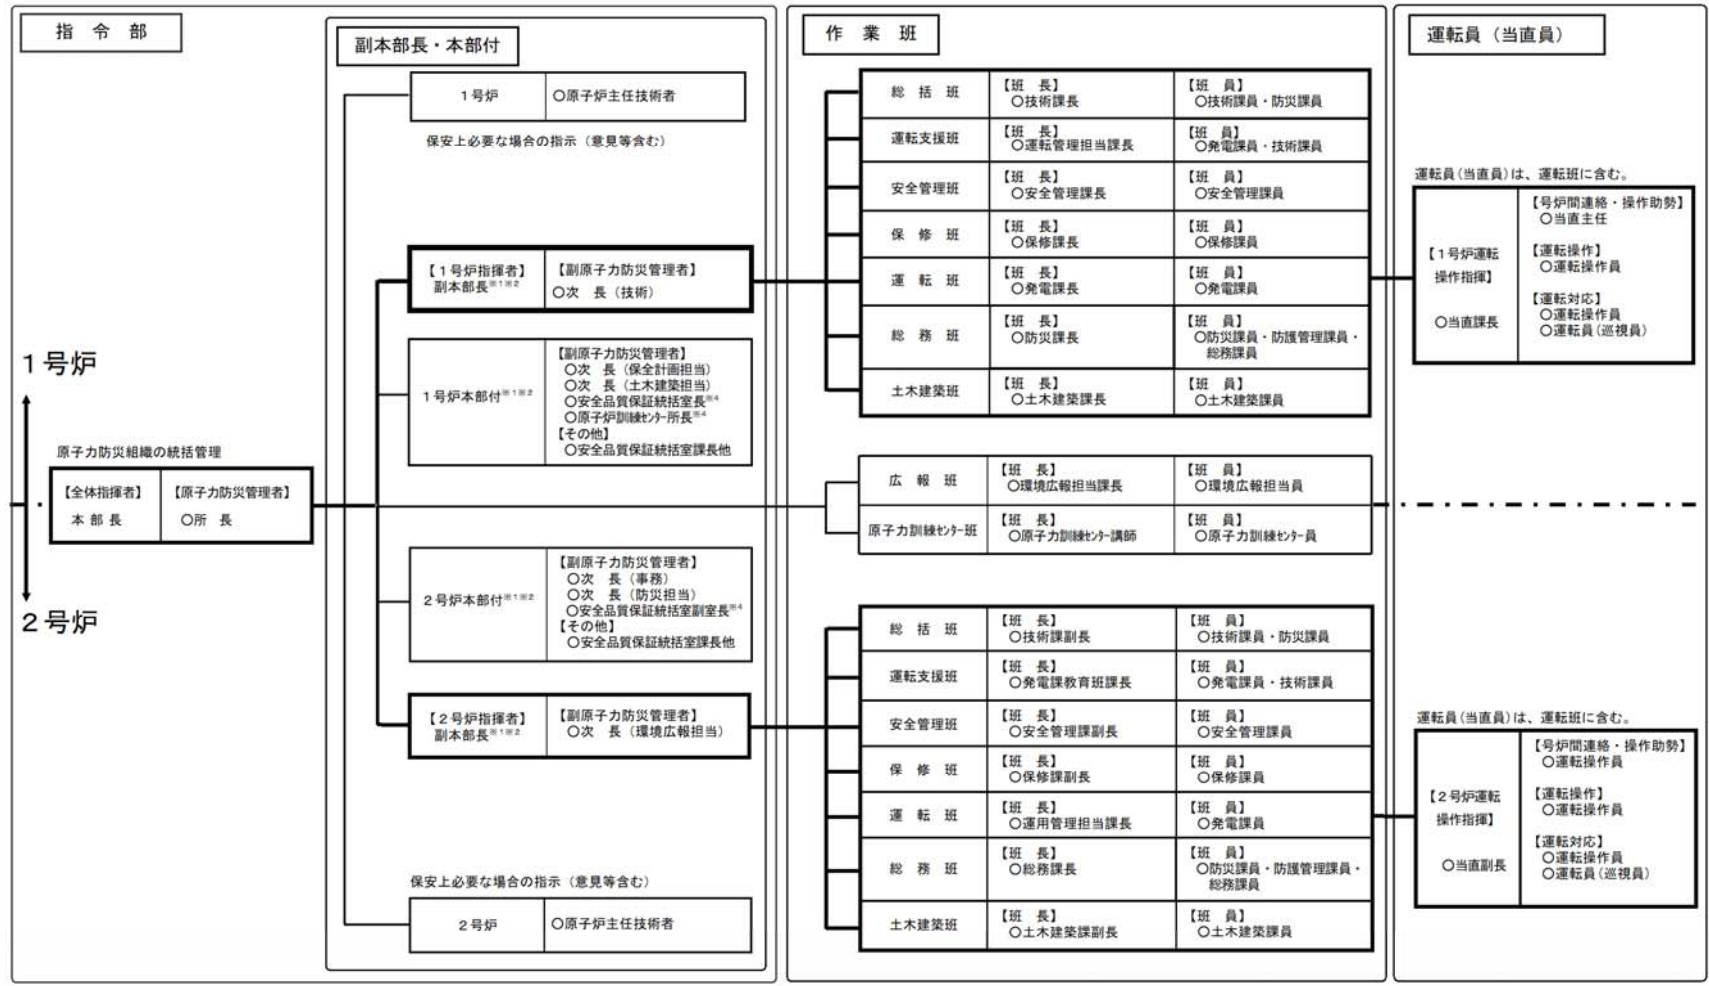 指 令 部
副本部長・本部付
作 業 班
運転員（当直員）
1号炉
○原子炉主任技術者
保安上必要な場合の指示（意見等含む）
【1号炉指揮者】
副本部長※1※2
【副原子力防災管理者】
○次 長（技術）
1号炉本部付※1※2
【副原子力防災管理者】
○次 長（保全計画担当）
○次 長（土木建築担当）
○安全品質保証統括室長※4
○原子炉訓練ｾﾝﾀｰ所長※4
【その他】
○安全品質保証統括室課長他
1号炉
原子力防災組織の統括管理
【全体指揮者】
本 部 長
【原子力防災管理者】
○所 長
2号炉
2号炉本部付※1※2
【副原子力防災管理者】
○次 長（事務）
○次 長（防災担当）
○安全品質保証統括室副室長※4
【その他】
○安全品質保証統括室課長他
【2号炉指揮者】
副本部長※1※2
【副原子力防災管理者】
○次 長（環境広報担当）
保安上必要な場合の指示（意見等含む）
2号炉
○原子炉主任技術者
総 括 班
【班 長】
○技術課長
【班 員】
○技術課員・防災課員
運転支援班
【班 長】
○運転管理担当課長
【班 員】
○発電課員・技術課員
安全管理班
【班 長】
○安全管理課長
【班 員】
○安全管理課員
保 修 班
【班 長】
○保修課長
【班 員】
○保修課員
運 転 班
【班 長】
○発電課長
【班 員】
○発電課員
総 務 班
【班 長】
○防災課長
【班 員】
○防災課員・防護管理課員・
総務課員
土木建築班
【班 長】
○土木建築課長
【班 員】
○土木建築課員
広 報 班
【班 長】
○環境広報担当課長
【班 員】
○環境広報担当員
原子力訓練ｾﾝﾀｰ班
【班 長】
○原子力訓練ｾﾝﾀｰ講師
【班 員】
○原子力訓練ｾﾝﾀｰ員
総 括 班
【班 長】
○技術課副長
【班 員】
○技術課員・防災課員
運転支援班
【班 長】
○発電課教育班課長
【班 員】
○発電課員・技術課員
安全管理班
【班 長】
○安全管理課副長
【班 員】
○安全管理課員
保 修 班
【班 長】
○保修課副長
【班 員】
○保修課員
運 転 班
【班 長】
○運用管理担当課長
【班 員】
○発電課員
総 務 班
【班 長】
○総務課長
【班 員】
○防災課員・防護管理課員・
総務課員
土木建築班
【班 長】
○土木建築課副長
【班 員】
○土木建築課員
運転員(当直員)は、運転班に含む。
【1号炉運転
操作指揮】
○当直課長
【号炉間連絡・操作助勢】
○当直主任
【運転操作】
○運転操作員
【運転対応】
○運転操作員
○運転員(巡視員)
運転員(当直員)は、運転班に含む。
【2号炉運転
操作指揮】
○当直副長
【号炉間連絡・操作助勢】
○運転操作員
【運転操作】
○運転操作員
【運転対応】
○運転操作員
○運転員(巡視員)